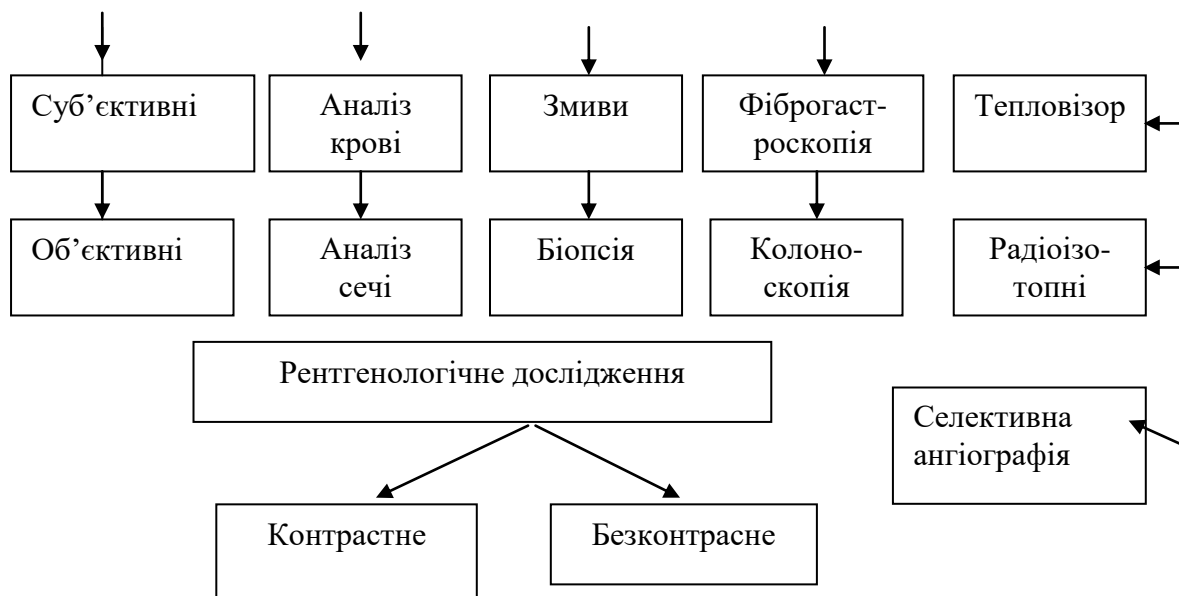 Суб’єктивні
Аналіз
крові
Змиви
Фіброгаст-
роскопія
Тепловізор
Об’єктивні
Аналіз
сечі
Біопсія
Колоно-
скопія
Радіоізо-
топні
Рентгенологічне дослідження
Селективна
ангіографія
Контрастне
Безконтрасне